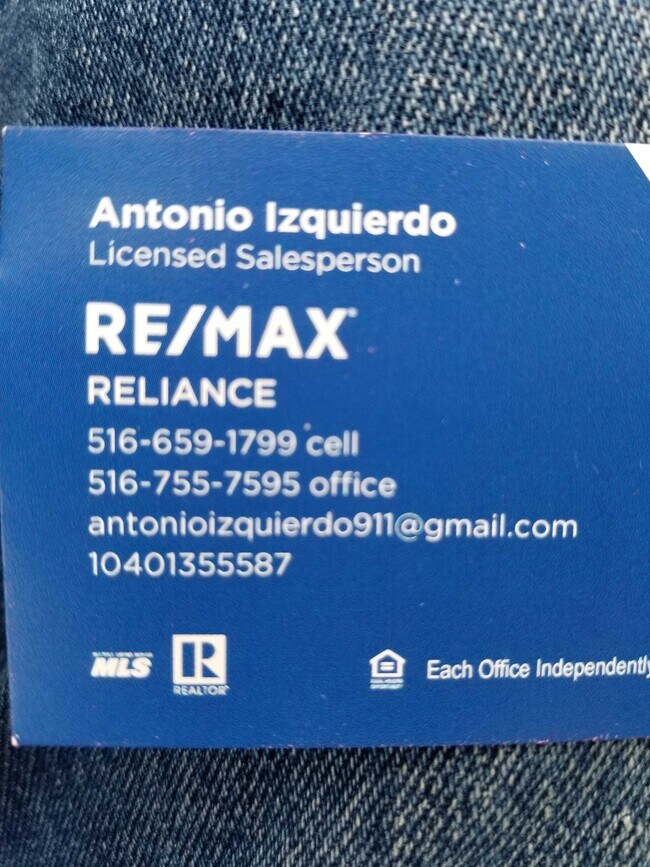 Antonio Izquierdo
Licensed Salesperson
RE/MAX
RELIANCE
516-659-1799 cell
516-755-7595 office
antonioizquierdo911@gmail.com
10401355587
MLS
REALTOR
Each Office Independently